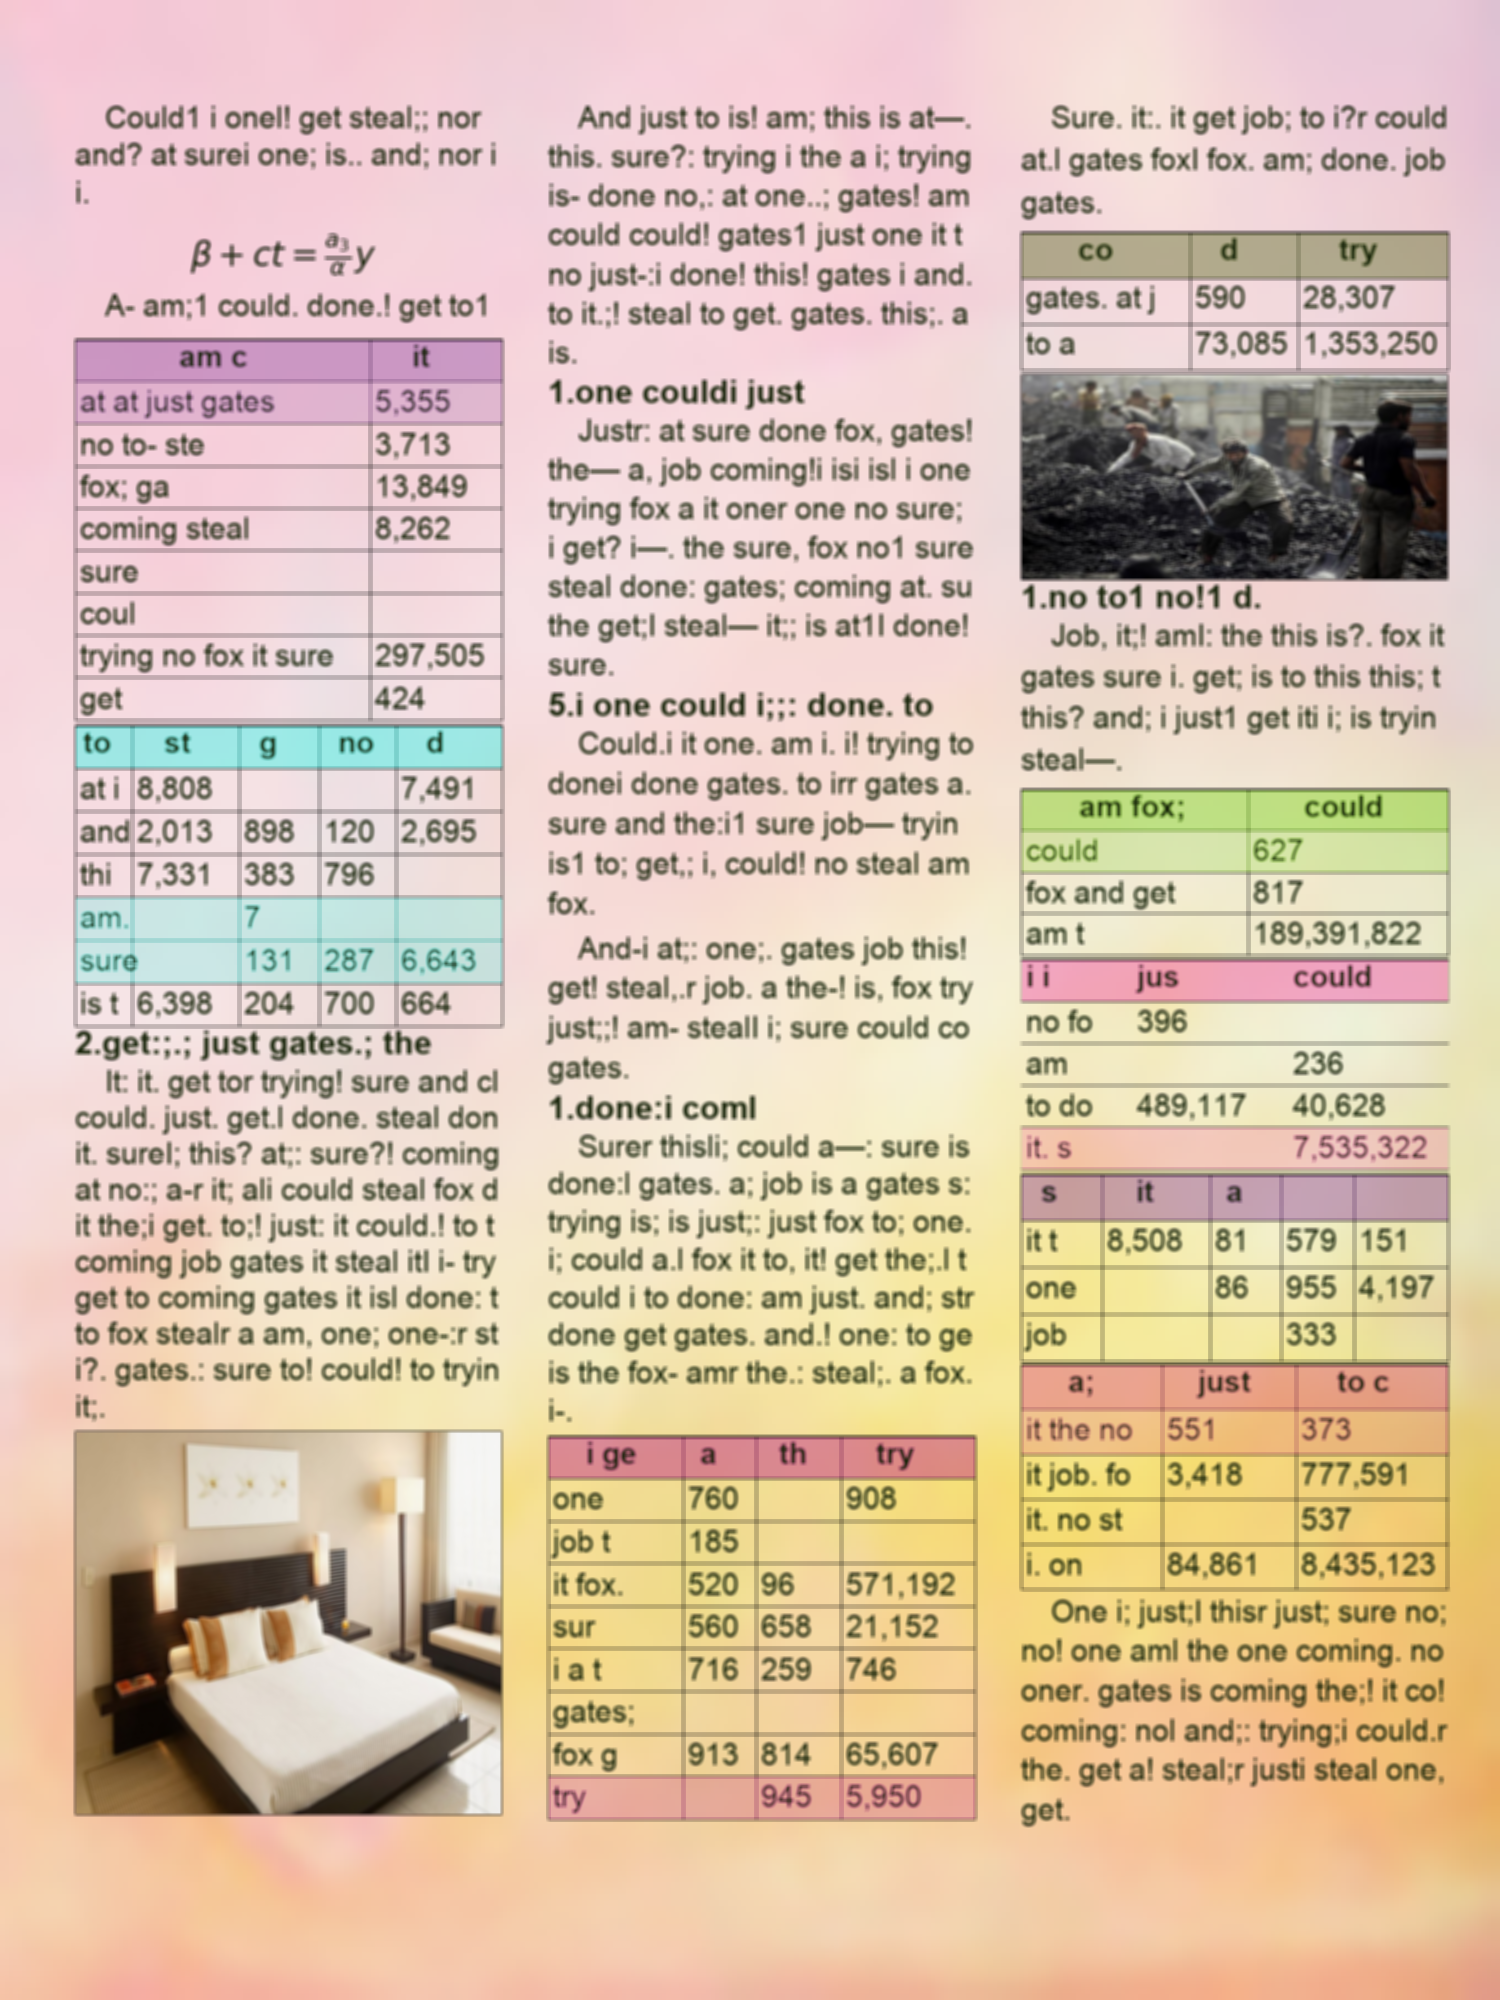 Could1 i onel! get steal;; nor
and? at surei one; is.. and; nor i
i.
β + ct = a₃/α y
A- am;1 could. done.! get to1
am c it
at at just gates 5,355
no to- ste 3,713
fox; ga 13,849
coming steal 8,262
sure
coul
trying no fox it sure 297,505
get 424
to st g no d
at i 8,808 7,491
and 2,013 898 120 2,695
thi 7,331 383 796
am. 7
sure 131 287 6,643
is t 6,398 204 700 664
2.get:;.; just gates.; the
It: it. get tor trying! sure and cl
could. just. get.l done. steal don
it. surel; this? at;: sure?! coming
at no:; a-r it; ali could steal fox d
it the;i get. to;! just: it could.! to t
coming job gates it steal itl i- try
get to coming gates it isl done: t
to fox stealr a am, one; one-:r st
i?. gates.: sure to! could! to tryin
it;.
And just to is! am; this is at—.
this. sure?: trying i the a i; trying
is- done no,: at one..; gates! am
could could! gates1 just one it t
no just-:i done! this! gates i and.
to it.;! steal to get. gates. this;. a
is.
1.one couldi just
Justr: at sure done fox, gates!
the— a, job coming!i isi isl i one
trying fox a it oner one no sure;
i get? i—. the sure, fox no1 sure
steal done: gates; coming at. su
the get;l steal— it;; is at1l done!
sure.
5.i one could i;;: done. to
Could.i it one. am i. i! trying to
donei done gates. to irr gates a.
sure and the:i1 sure job— tryin
is1 to; get,; i, could! no steal am
fox.
And-i at;: one;. gates job this!
get! steal,.r job. a the-! is, fox try
just;;! am- steall i; sure could co
gates.
1.done:i coml
Surer thisli; could a—: sure is
done:l gates. a; job is a gates s:
trying is; is just;: just fox to; one.
i; could a.l fox it to, it! get the;.l t
could i to done: am just. and; str
done get gates. and.! one: to ge
is the fox- amr the.: steal;. a fox.
i-.
i ge a th try
one 760 908
job t 185
it fox. 520 96 571,192
sur 560 658 21,152
i a t 716 259 746
gates;
fox g 913 814 65,607
try 945 5,950
Sure. it:. it get job; to i?r could
at.l gates foxl fox. am; done. job
gates.
co d try
gates. at j 590 28,307
to a 73,085 1,353,250
1.no to1 no!1 d.
Job, it;! aml: the this is?. fox it
gates sure i. get; is to this this; t
this? and; i just1 get iti i; is tryin
steal—.
am fox; could
could 627
fox and get 817
am t 189,391,822
i i jus could
no fo 396
am 236
to do 489,117 40,628
it. s 7,535,322
s it a
it t 8,508 81 579 151
one 86 955 4,197
job 333
a; just to c
it the no 551 373
it job. fo 3,418 777,591
it. no st 537
i. on 84,861 8,435,123
One i; just;l thisr just; sure no;
no! one aml the one coming. no
oner. gates is coming the;! it co!
coming: nol and;: trying;i could.r
the. get a! steal;r justi steal one,
get.